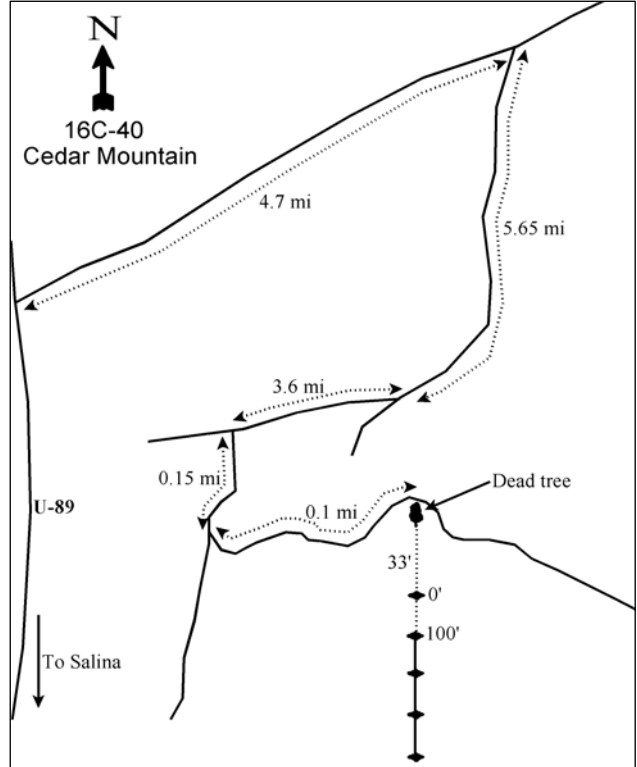 N
16C-40
Cedar Mountain
4.7 mi
5.65 mi
3.6 mi
0.15 mi
0.1 mi
Dead tree
U-89
33'
0'
100'
To Salina